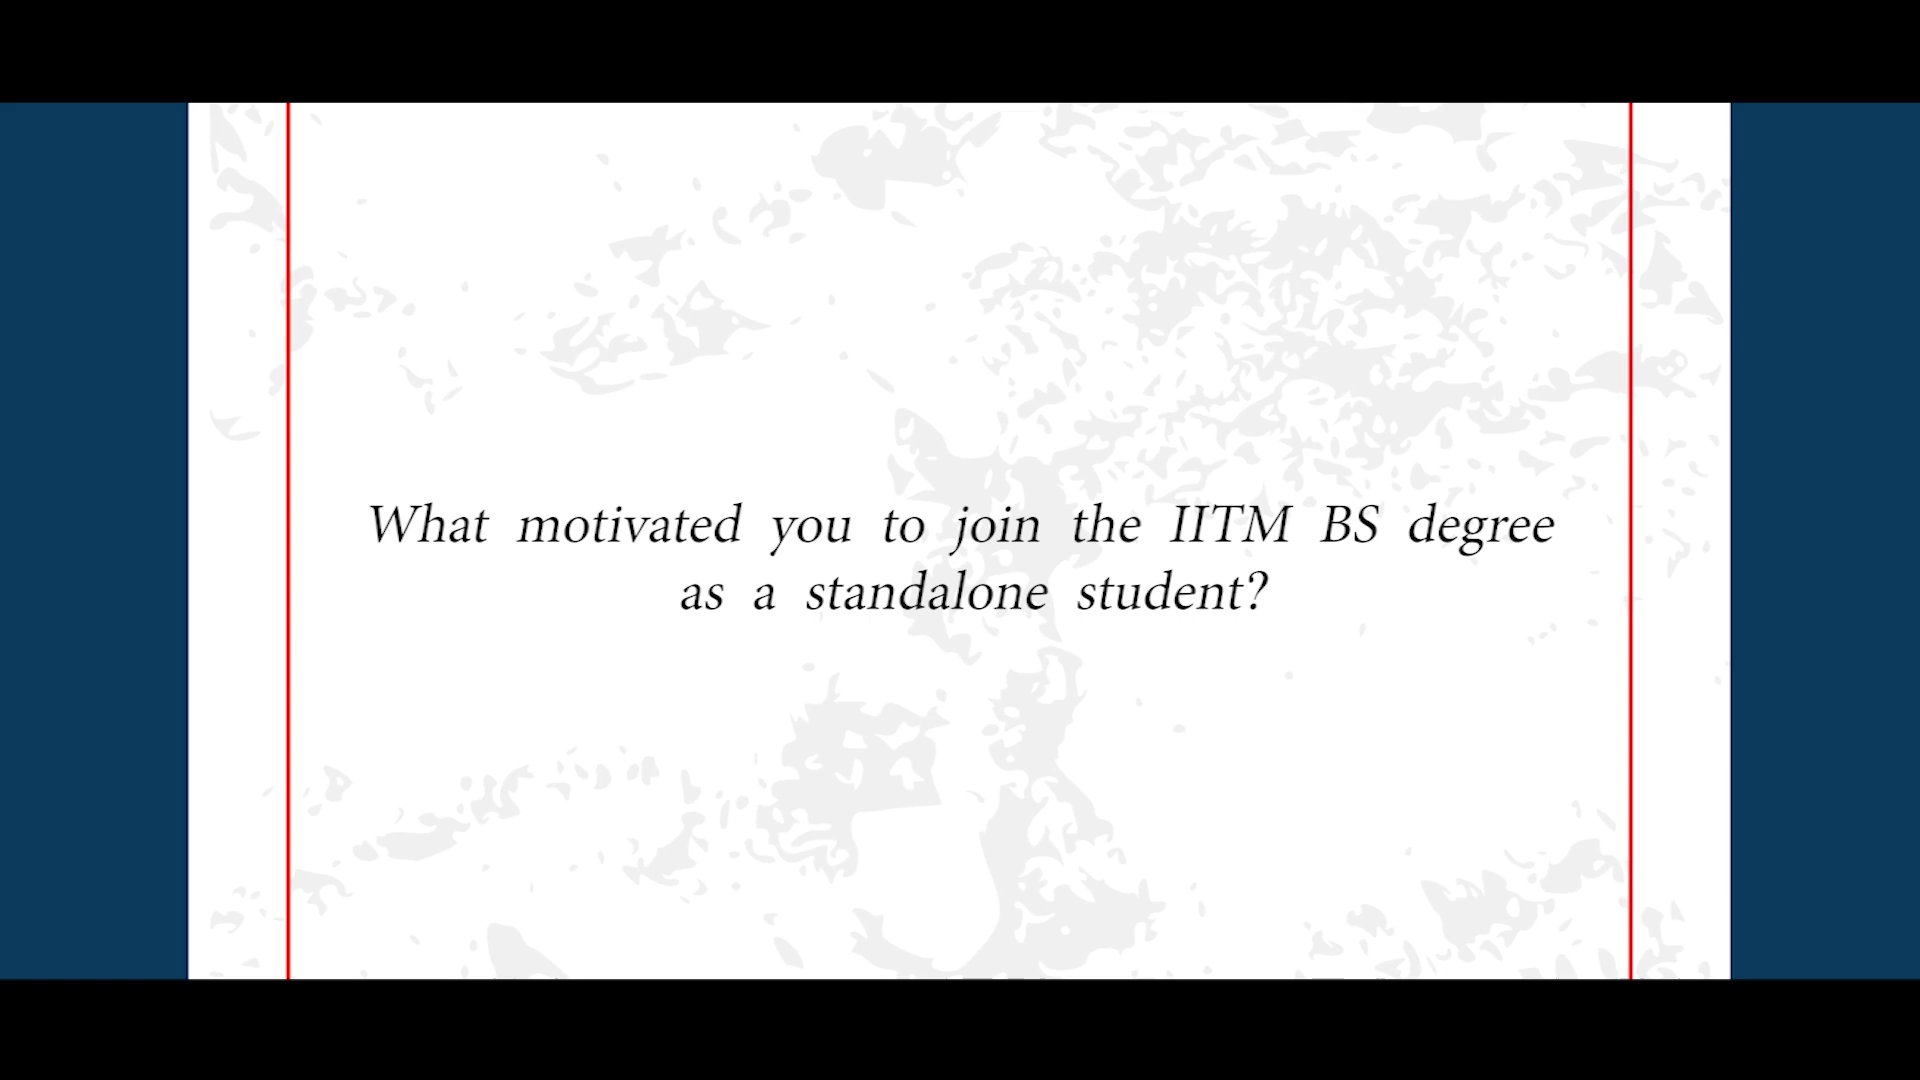 What motivated you to join the IITM BS degree
as a standalone student?